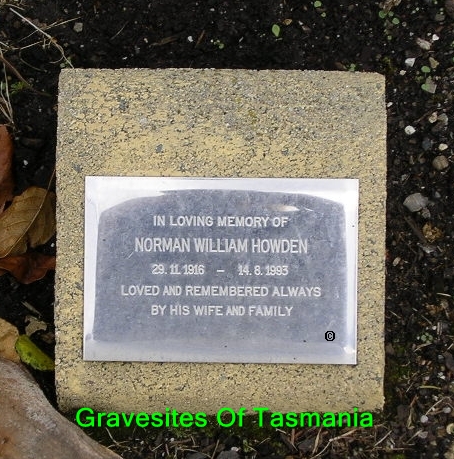 IN LOVING MEMORY OF
NORMAN WILLIAM HOWDEN
29.11.1916 – 14.8.1993
LOVED AND REMEMBERED ALWAYS
BY HIS WIFE AND FAMILY
©
Gravesites Of Tasmania